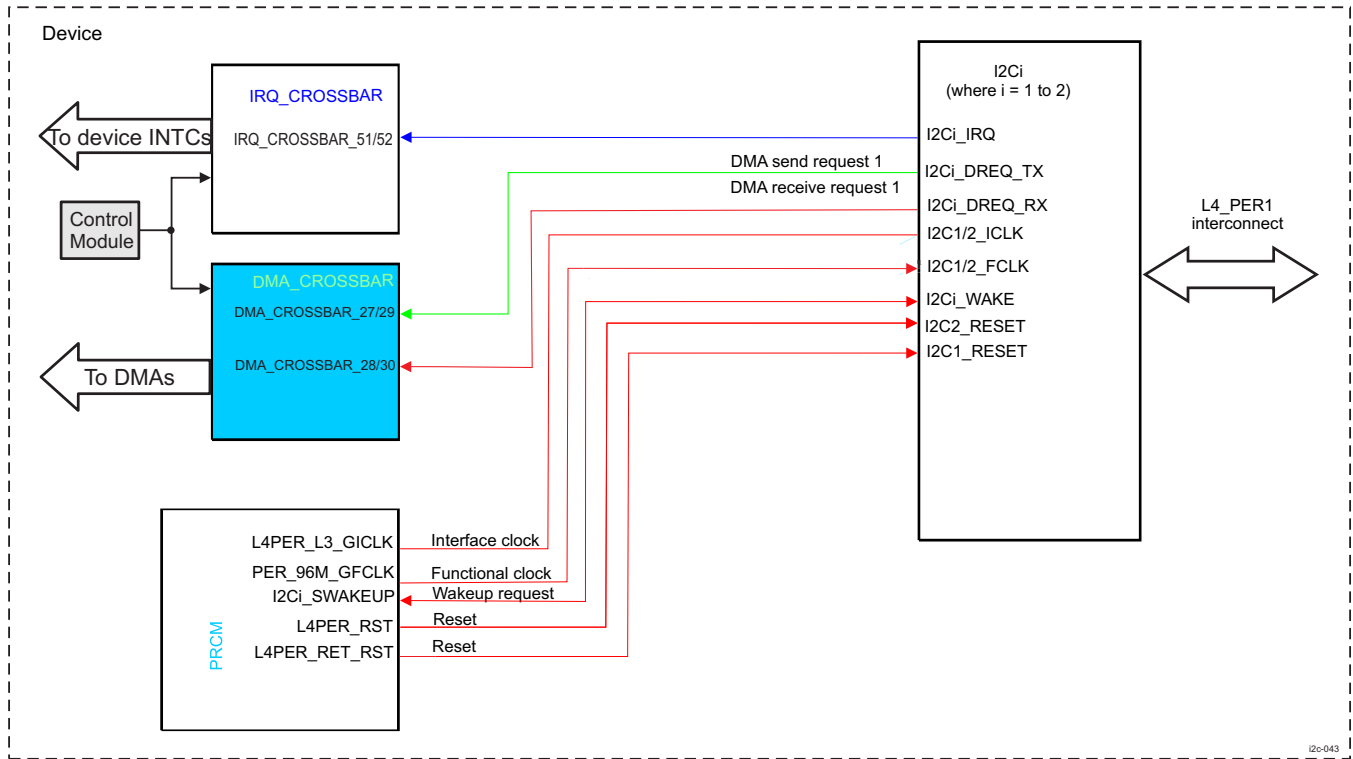 Device
IRQ_CROSSBAR
IRQ_CROSSBAR_51/52
To device INTCs
Control
Module
DMA_CROSSBAR
DMA_CROSSBAR_27/29
DMA_CROSSBAR_28/30
To DMAs
DMA send request 1
DMA receive request 1
I2Ci
(where i = 1 to 2)
I2Ci_IRQ
I2Ci_DREQ_TX
I2Ci_DREQ_RX
I2C1/2_ICLK
I2C1/2_FCLK
I2Ci_WAKE
I2C2_RESET
I2C1_RESET
L4_PER1
interconnect
PRCM
L4PER_L3_GICLK
Interface clock
PER_96M_GFCLK
Functional clock
I2Ci_SWAKEUP
Wakeup request
L4PER_RST
Reset
L4PER_RET_RST
Reset
i2c-043